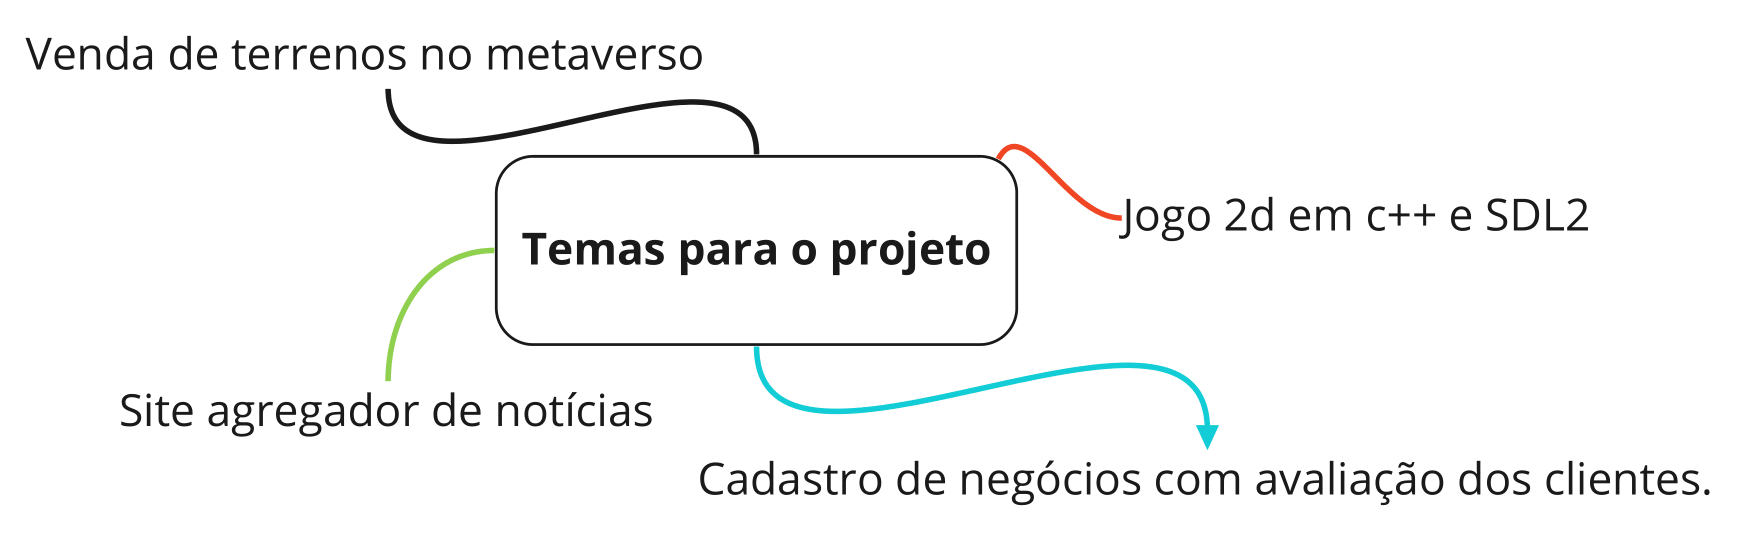 Venda de terrenos no metaverso
Jogo 2d em c++ e SDL2
Temas para o projeto
Site agregador de notícias
Cadastro de negócios com avaliação dos clientes.